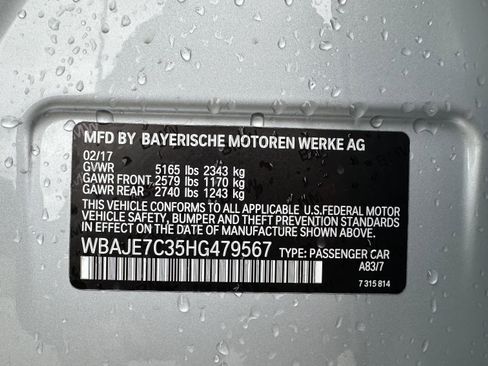 MFD BY BAYERISCHE MOTOREN WERKE AG
02/17
GVWR 5165 lbs 2343 kg
GAWR FRONT 2579 lbs 1170 kg
GAWR REAR 2740 lbs 1243 kg
THIS VEHICLE CONFORMS TO ALL APPLICABLE U.S.FEDERAL MOTOR
VEHICLE SAFETY, BUMPER AND THEFT PREVENTION STANDARDS
IN EFFECT ON THE DATE OF MANUFACTURE SHOWN ABOVE.
WBAJE7C35HG479567 TYPE: PASSENGER CAR
A83/7
7 315 814